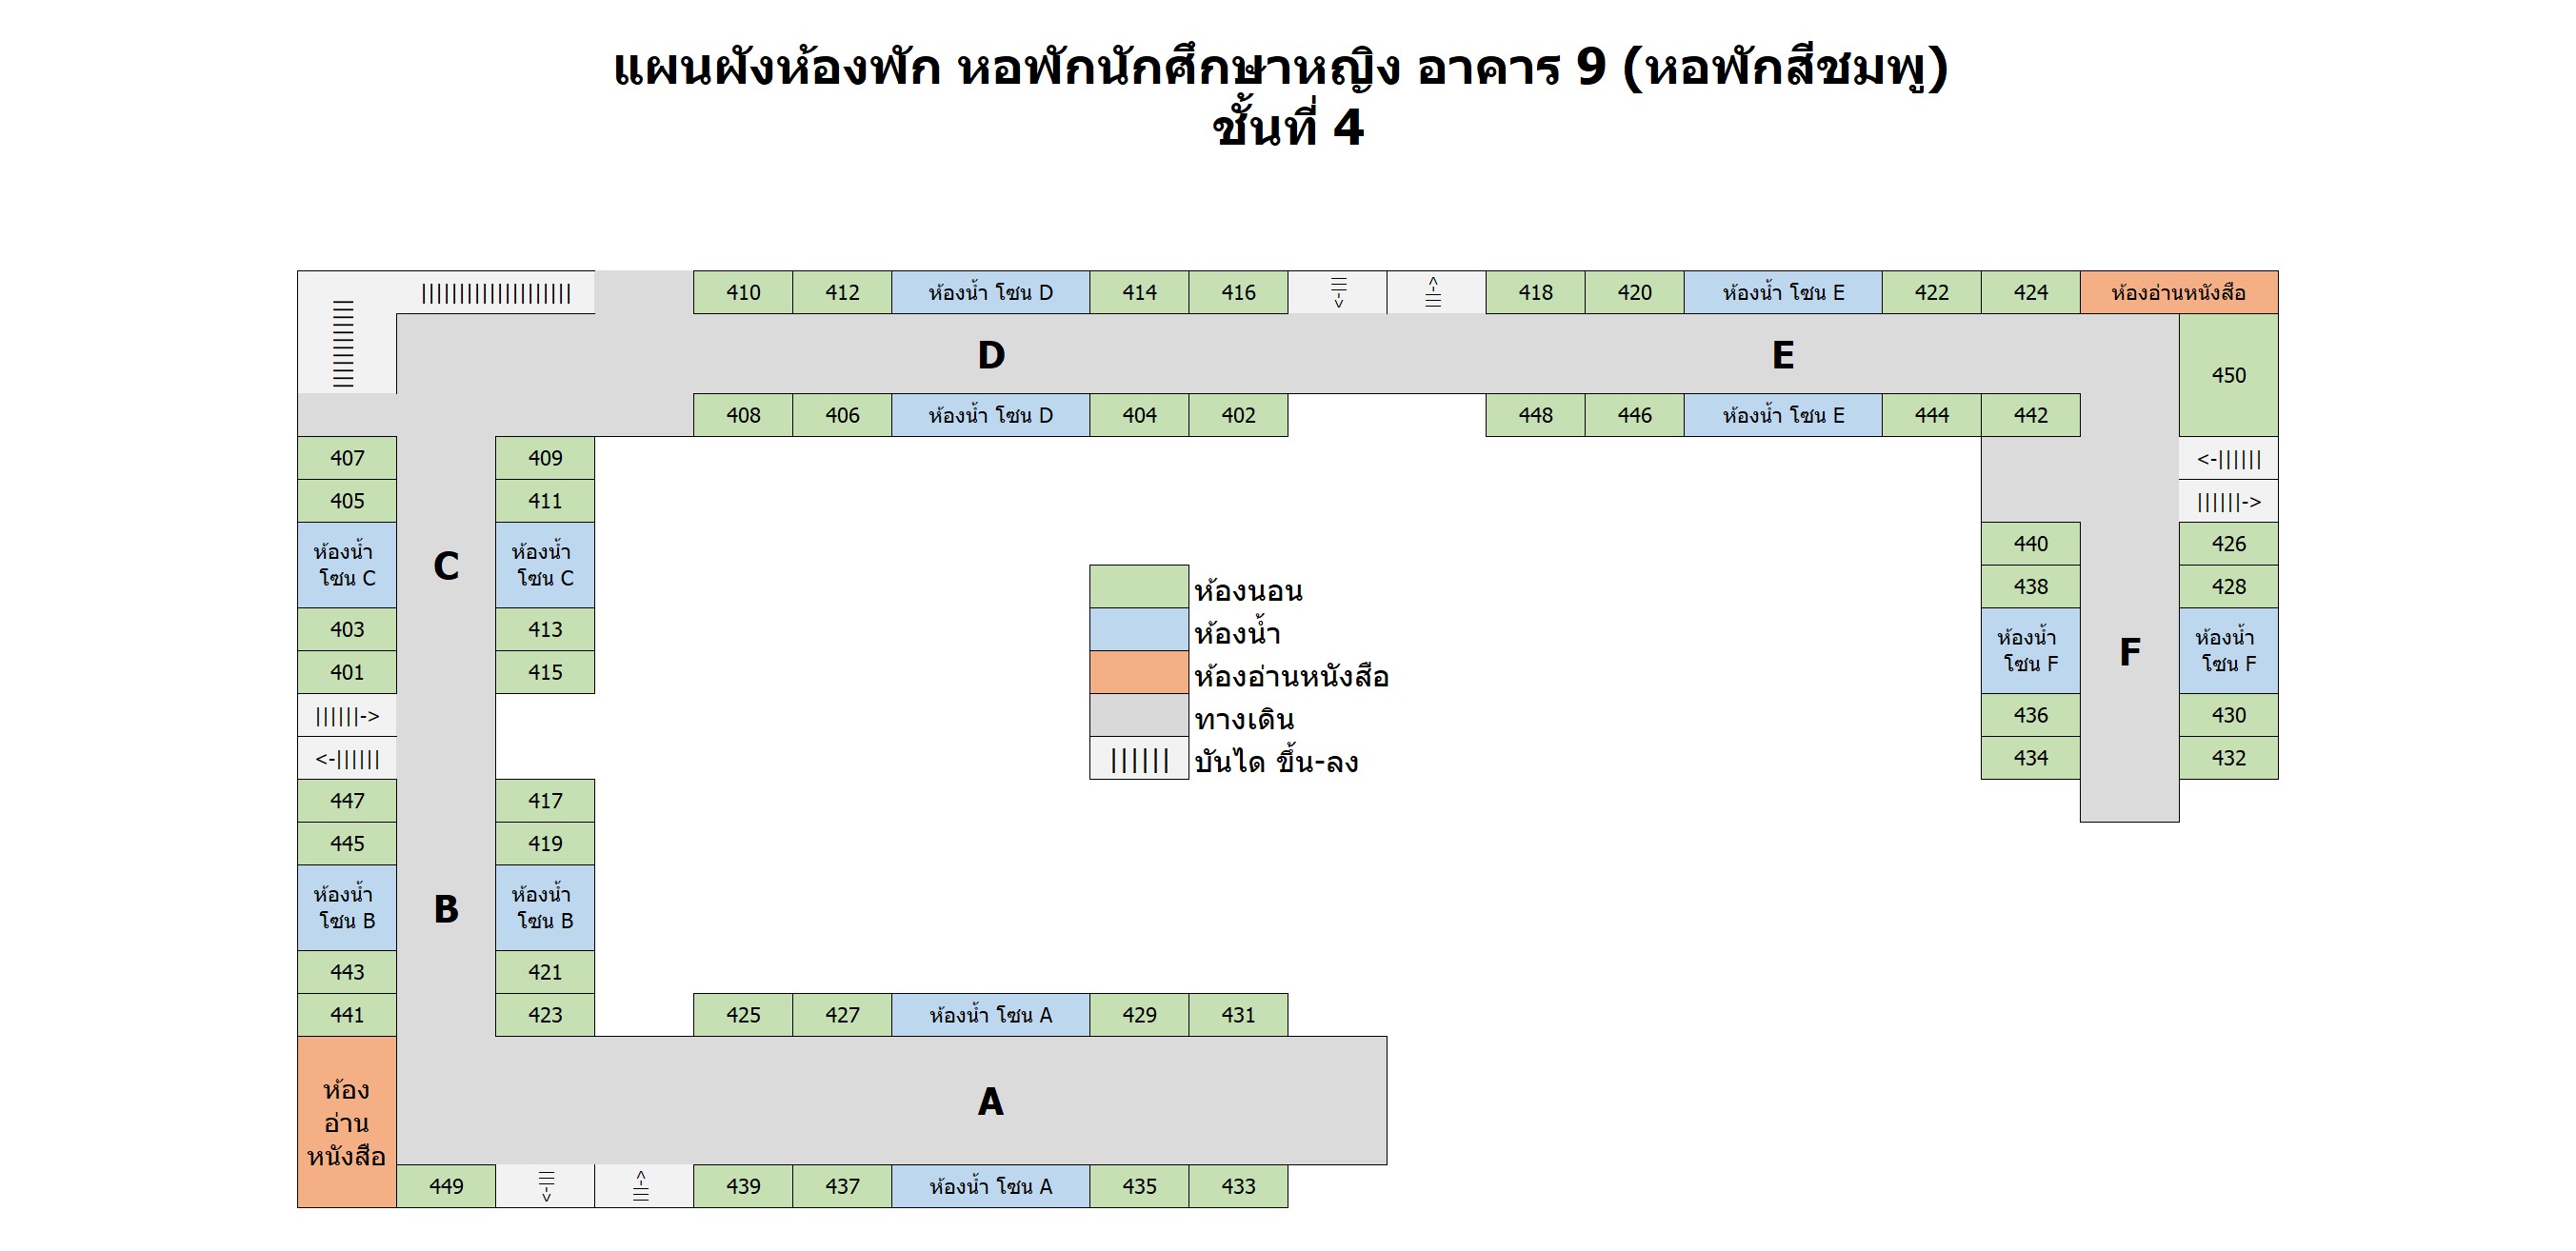 แผนผังห้องพัก หอพักนักศึกษาหญิง อาคาร 9 (หอพักสีชมพู)
ชั้นที่ 4
||||||||||||||||||||
410 412 ห้องน้ำ โซน D 414 416 |||-> <-||| 418 420 ห้องน้ำ โซน E 422 424 ห้องอ่านหนังสือ
||||||||||||
D E
450
408 406 ห้องน้ำ โซน D 404 402 448 446 ห้องน้ำ โซน E 444 442
407 409 <-||||||
405 411 ||||||->
ห้องน้ำ
โซน C
C
ห้องน้ำ
โซน C
440 426
438 428
403 413
401 415
ห้องน้ำ
โซน F
F
ห้องน้ำ
โซน F
||||||-> 436 430
<-|||||| 434 432
ห้องนอน
ห้องน้ำ
ห้องอ่านหนังสือ
ทางเดิน
|||||| บันได ขึ้น-ลง
447 417
445 419
ห้องน้ำ
โซน B
B
ห้องน้ำ
โซน B
443 421
441 423 425 427 ห้องน้ำ โซน A 429 431
ห้อง
อ่าน
หนังสือ
A
449 |||-> <-||| 439 437 ห้องน้ำ โซน A 435 433